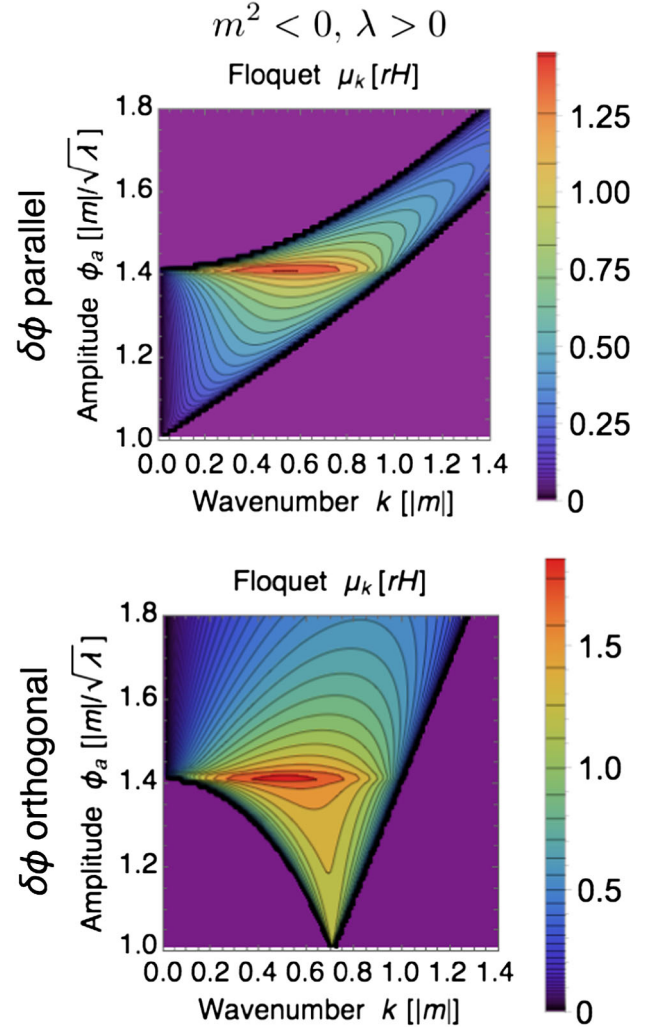 m² < 0, λ > 0
Floquet μₖ [rH]
δϕ parallel
Amplitude ϕₐ [|m|/√λ]
1.8
1.6
1.4
1.2
1.0
0.0 0.2 0.4 0.6 0.8 1.0 1.2 1.4
Wavenumber k [|m|]
1.25
1.00
0.75
0.50
0.25
0
Floquet μₖ [rH]
δϕ orthogonal
Amplitude ϕₐ [|m|/√λ]
1.8
1.6
1.4
1.2
1.0
0.0 0.2 0.4 0.6 0.8 1.0 1.2 1.4
Wavenumber k [|m|]
1.5
1.0
0.5
0